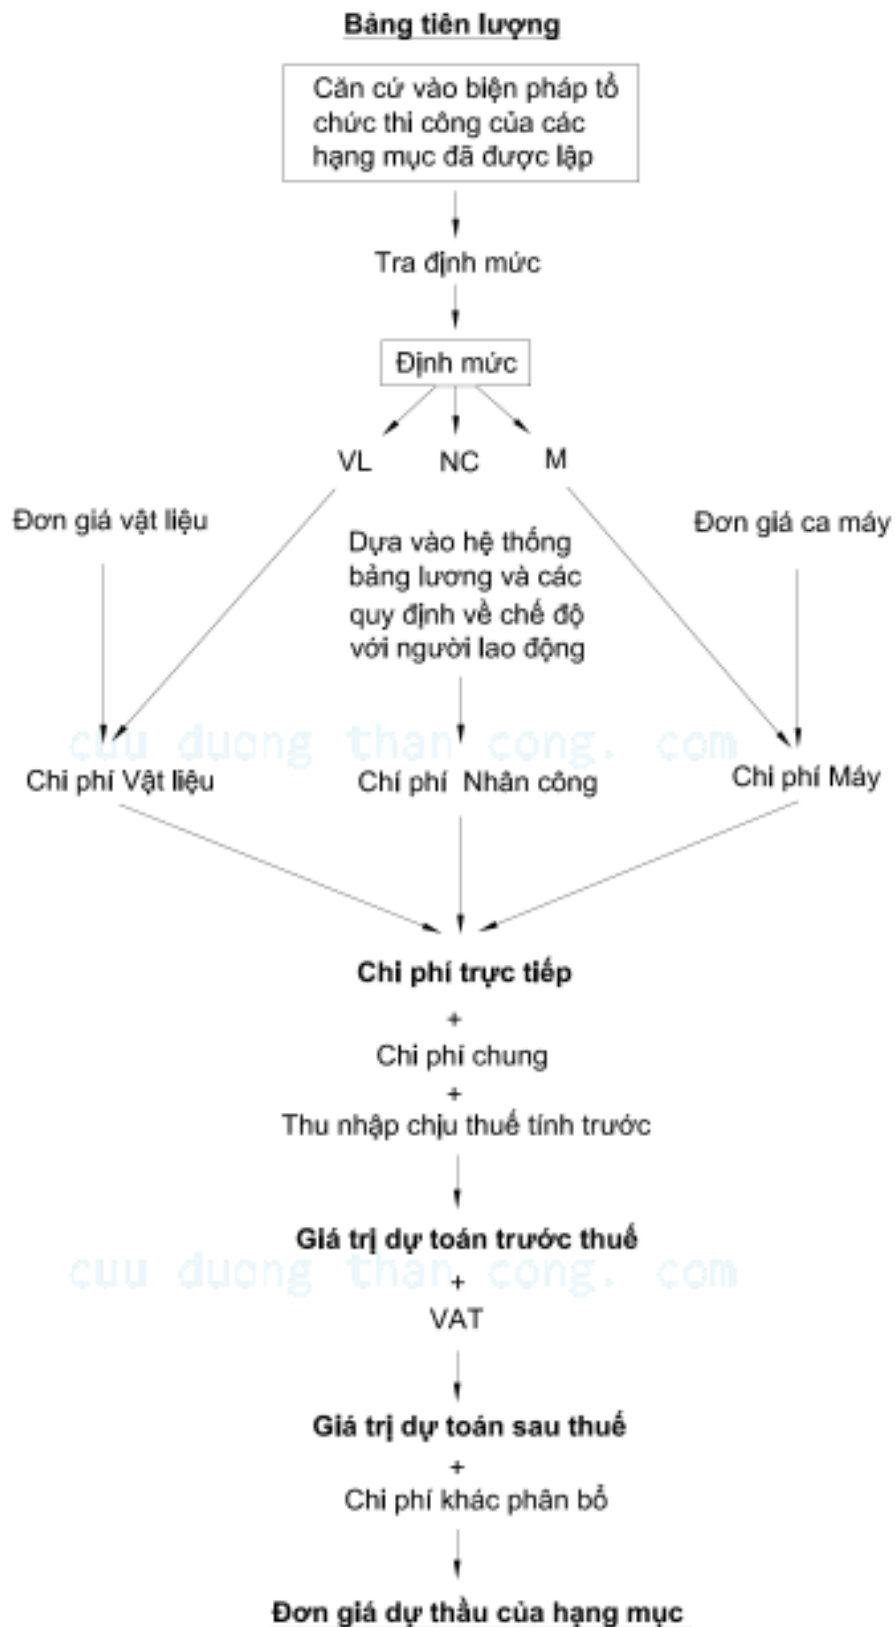 Bảng tiên lượng
Căn cứ vào biện pháp tổ
chức thi công của các
hạng mục đã được lập
Tra định mức
Định mức
VL NC M
Đơn giá vật liệu
Dựa vào hệ thống
bảng lương và các
quy định về chế độ
với người lao động
Đơn giá ca máy
cuu duong than cong. com
Chi phí Vật liệu
Chí phí Nhân công
Chi phí Máy
Chi phí trực tiếp
+
Chi phí chung
+
Thu nhập chịu thuế tính trước
Giá trị dự toán trước thuế
cuu duong than cong. com
+
VAT
Giá trị dự toán sau thuế
+
Chi phí khác phân bổ
Đơn giá dự thầu của hạng mục